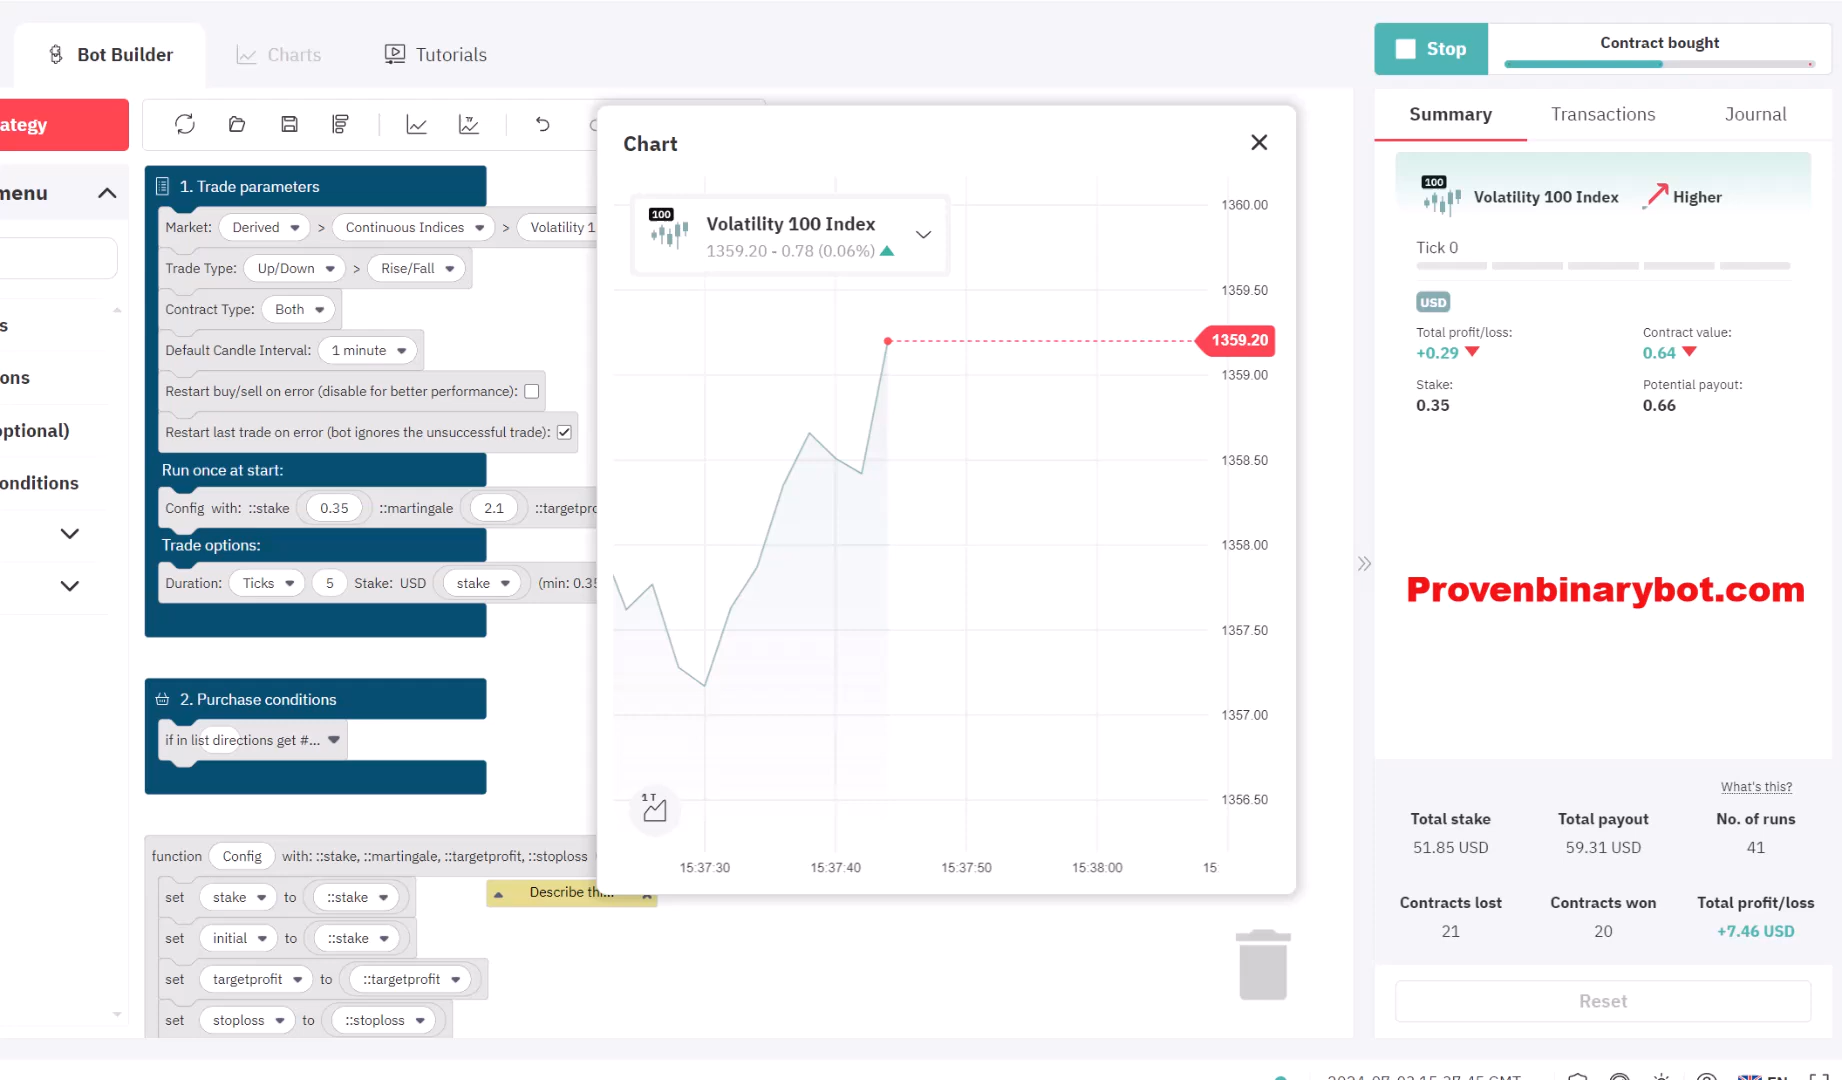 Bot Builder
Charts
Tutorials
Stop
Contract bought
ategy
menu
s
ons
optional)
onditions
1. Trade parameters
Market: Derived > Continuous Indices > Volatility 1
Trade Type: Up/Down > Rise/Fall
Contract Type: Both
Default Candle Interval: 1 minute
Restart buy/sell on error (disable for better performance):
Restart last trade on error (bot ignores the unsuccessful trade):
Run once at start:
Config with: ::stake 0.35 ::martingale 2.1 ::targetpro
Trade options:
Duration: Ticks 5 Stake: USD stake (min: 0.35
2. Purchase conditions
if in list directions get #...
function Config with: ::stake, ::martingale, ::targetprofit, ::stoploss
set stake to ::stake
Describe thi...
set initial to ::stake
set targetprofit to ::targetprofit
set stoploss to ::stoploss
Chart
100
Volatility 100 Index
1359.20 - 0.78 (0.06%)
1360.00
1359.50
1359.20
1359.00
1358.50
1358.00
1357.50
1357.00
1356.50
1 T
15:37:30
15:37:40
15:37:50
15:38:00
15:
Summary
Transactions
Journal
100
Volatility 100 Index
Higher
Tick 0
USD
Total profit/loss:
Contract value:
+0.29
0.64
Stake:
Potential payout:
0.35
0.66
Provenbinarybot.com
What's this?
Total stake
Total payout
No. of runs
51.85 USD
59.31 USD
41
Contracts lost
Contracts won
Total profit/loss
21
20
+7.46 USD
Reset
2024-07-03 15:37:45 GMT
EN